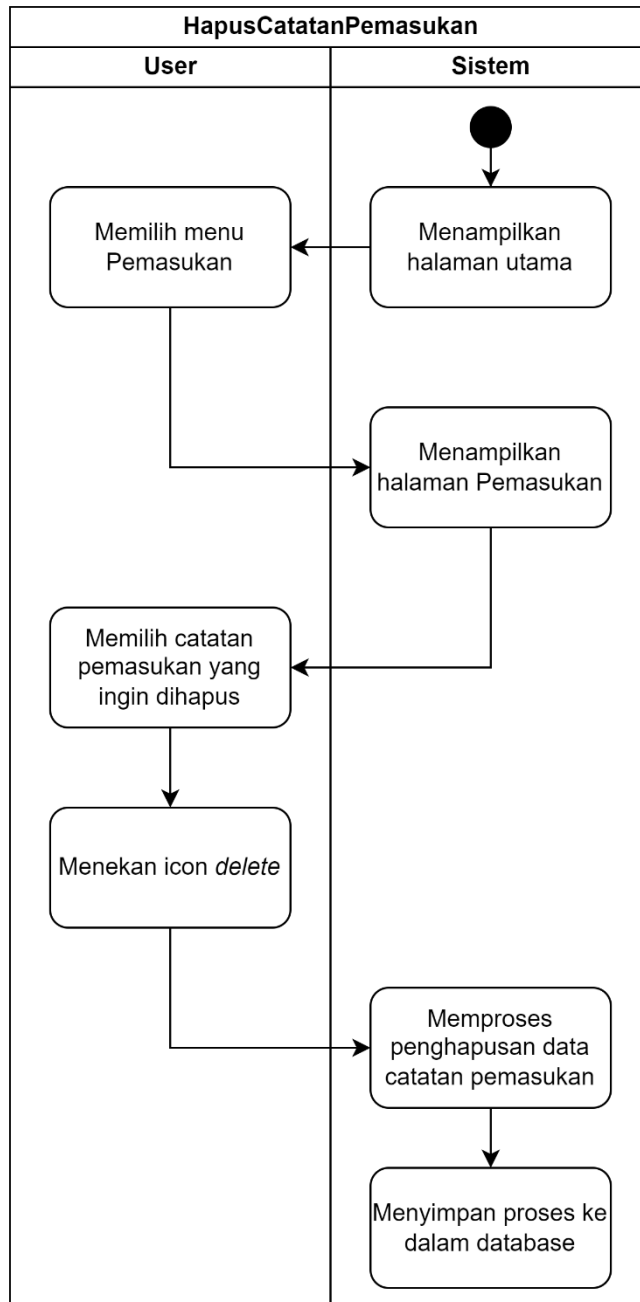 HapusCatatanPemasukan
User
Sistem
Menampilkan
halaman utama
Memilih menu
Pemasukan
Menampilkan
halaman Pemasukan
Memilih catatan
pemasukan yang
ingin dihapus
Menekan icon delete
Memproses
penghapusan data
catatan pemasukan
Menyimpan proses ke
dalam database